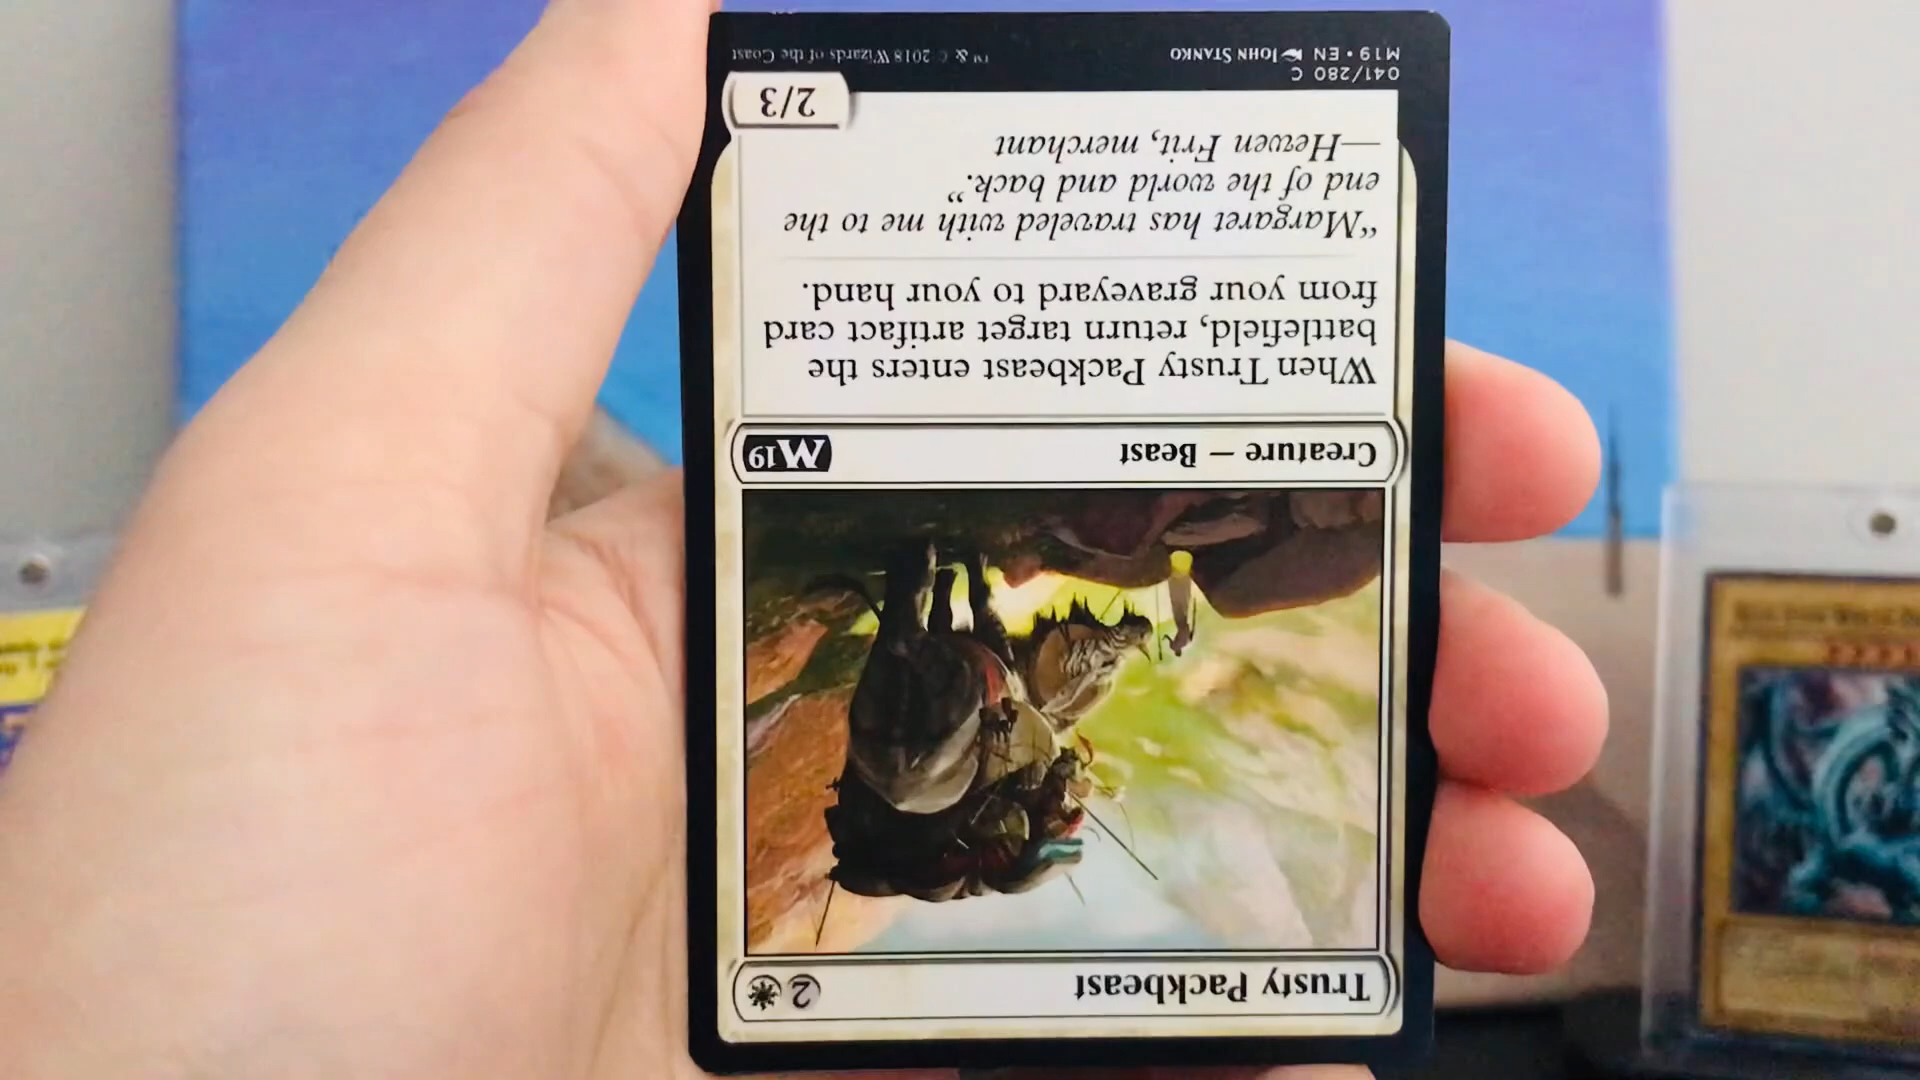 Trusty Packbeast
2
Creature — Beast
M19
When Trusty Packbeast enters the
battlefield, return target artifact card
from your graveyard to your hand.
“Margaret has traveled with me to the
end of the world and back.”
—Hewen Frit, merchant
2/3
041/280 C
M19 • EN JOHN STANKO
™ & © 2018 Wizards of the Coast